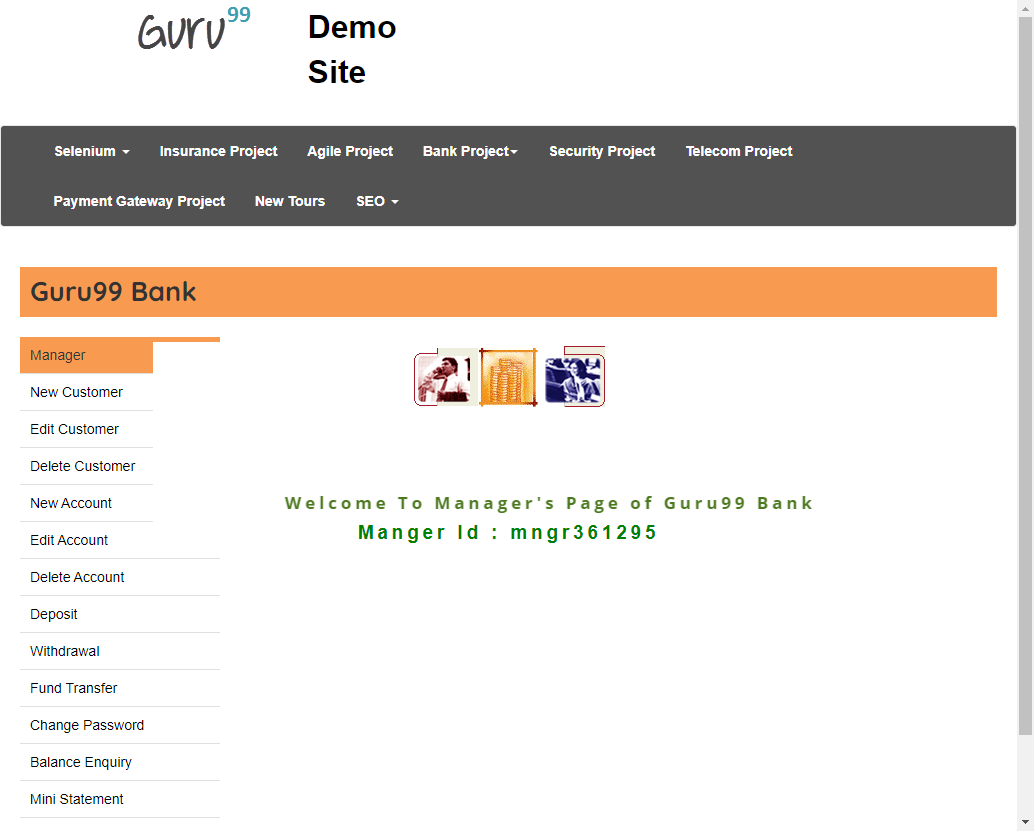 Guru99
Demo
Site
Selenium
Insurance Project
Agile Project
Bank Project
Security Project
Telecom Project
Payment Gateway Project
New Tours
SEO
Guru99 Bank
Manager
New Customer
Edit Customer
Delete Customer
New Account
Edit Account
Delete Account
Deposit
Withdrawal
Fund Transfer
Change Password
Balance Enquiry
Mini Statement
Welcome To Manager's Page of Guru99 Bank
Manger Id : mngr361295